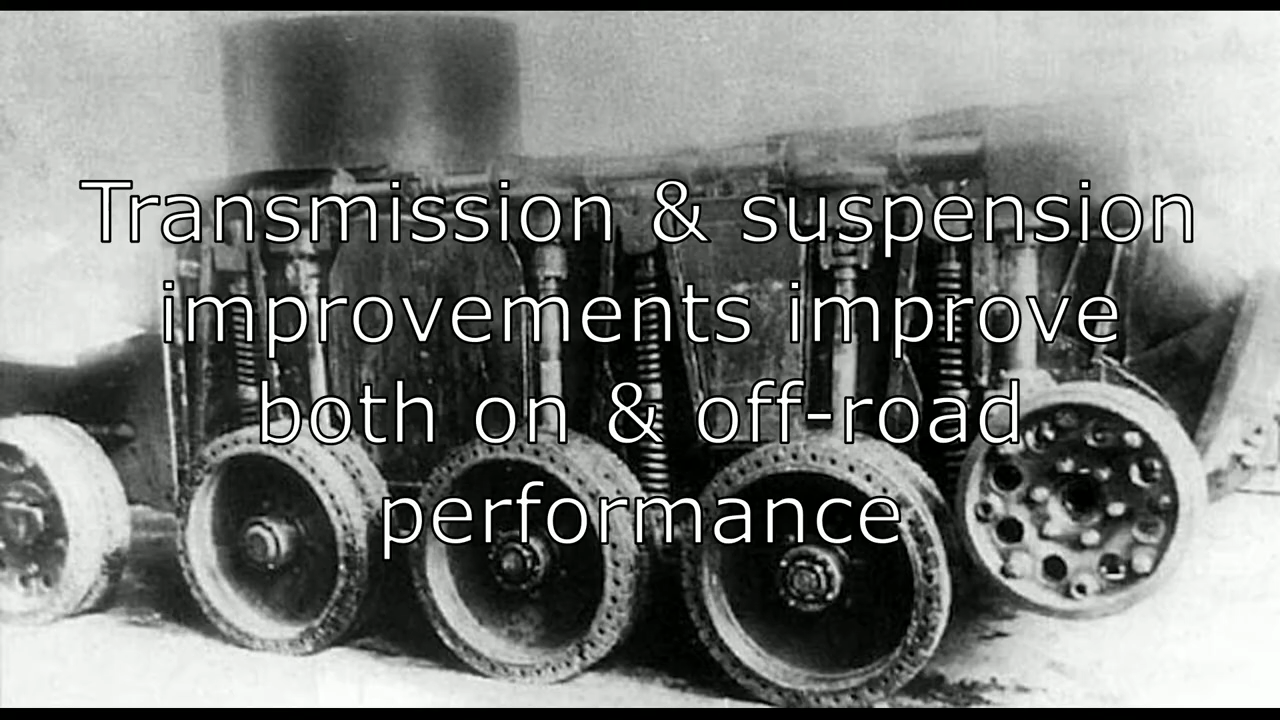 Transmission & suspension
improvements improve
both on & off-road
performance